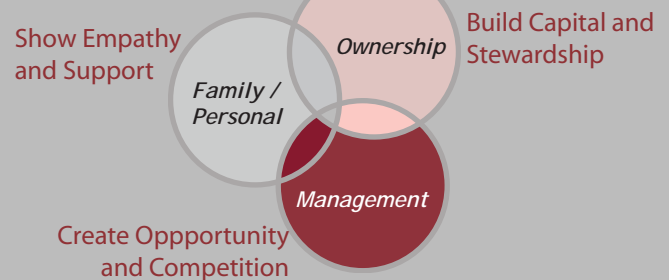 Show Empathy
and Support
Family /
Personal
Ownership
Build Capital and
Stewardship
Management
Create Oppportunity
and Competition